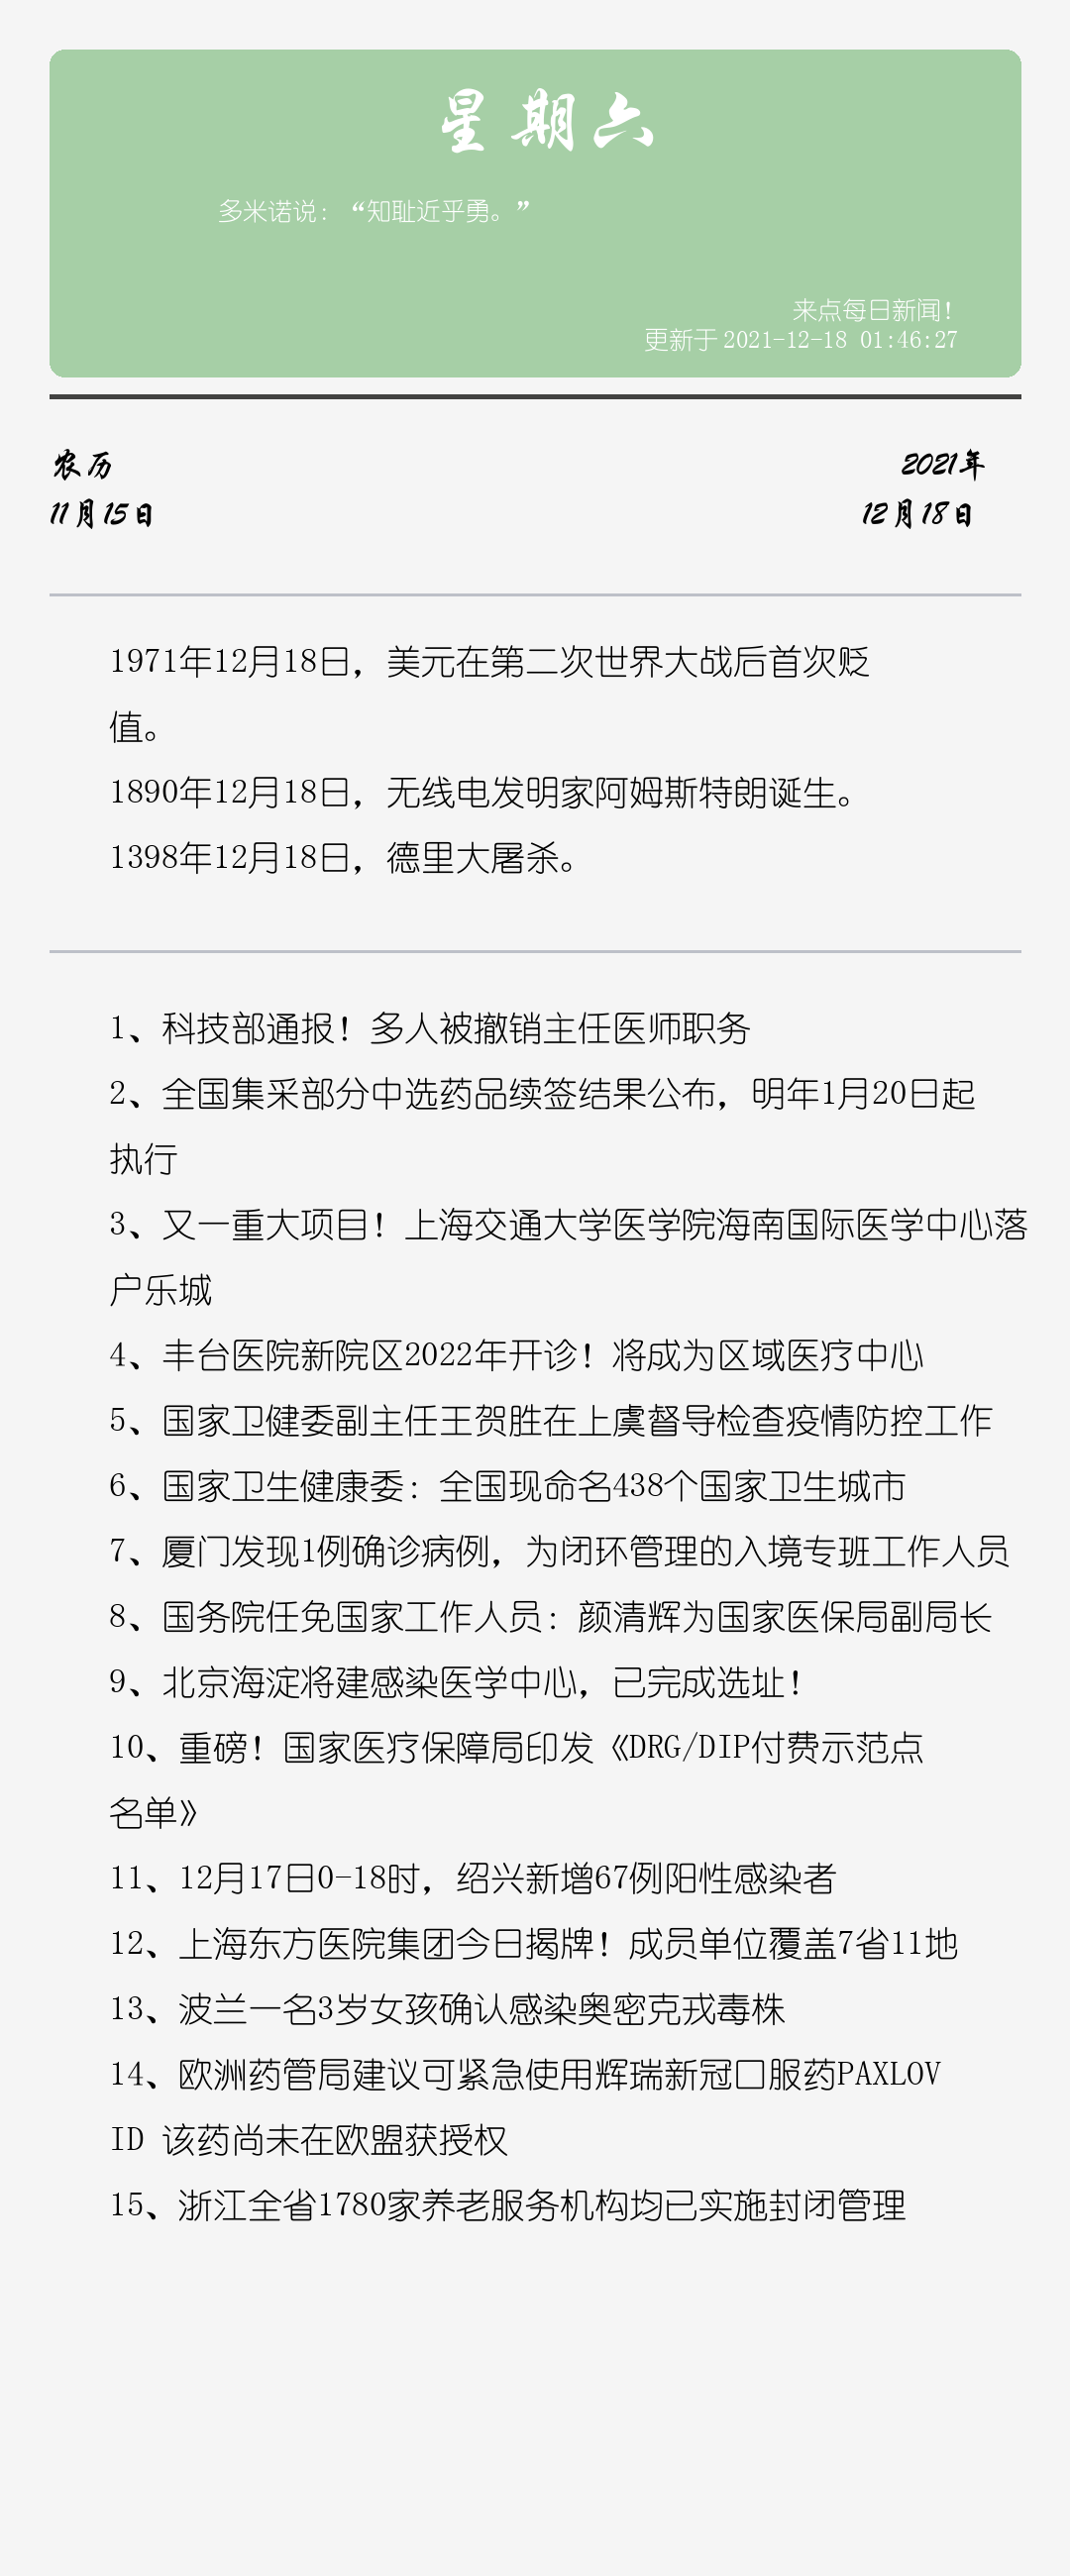 星期六
多米诺说：“知耻近乎勇。”
来点每日新闻！
更新于 2021-12-18 01:46:27
农历
2021年
11月15日
12月18日
1971年12月18日，美元在第二次世界大战后首次贬
值。
1890年12月18日，无线电发明家阿姆斯特朗诞生。
1398年12月18日，德里大屠杀。
1、科技部通报！多人被撤销主任医师职务
2、全国集采部分中选药品续签结果公布，明年1月20日起
执行
3、又一重大项目！上海交通大学医学院海南国际医学中心落
户乐城
4、丰台医院新院区2022年开诊！将成为区域医疗中心
5、国家卫健委副主任王贺胜在上虞督导检查疫情防控工作
6、国家卫生健康委：全国现命名438个国家卫生城市
7、厦门发现1例确诊病例，为闭环管理的入境专班工作人员
8、国务院任免国家工作人员：颜清辉为国家医保局副局长
9、北京海淀将建感染医学中心，已完成选址！
10、重磅！国家医疗保障局印发《DRG/DIP付费示范点
名单》
11、12月17日0-18时，绍兴新增67例阳性感染者
12、上海东方医院集团今日揭牌！成员单位覆盖7省11地
13、波兰一名3岁女孩确认感染奥密克戎毒株
14、欧洲药管局建议可紧急使用辉瑞新冠口服药PAXLOV
ID 该药尚未在欧盟获授权
15、浙江全省1780家养老服务机构均已实施封闭管理